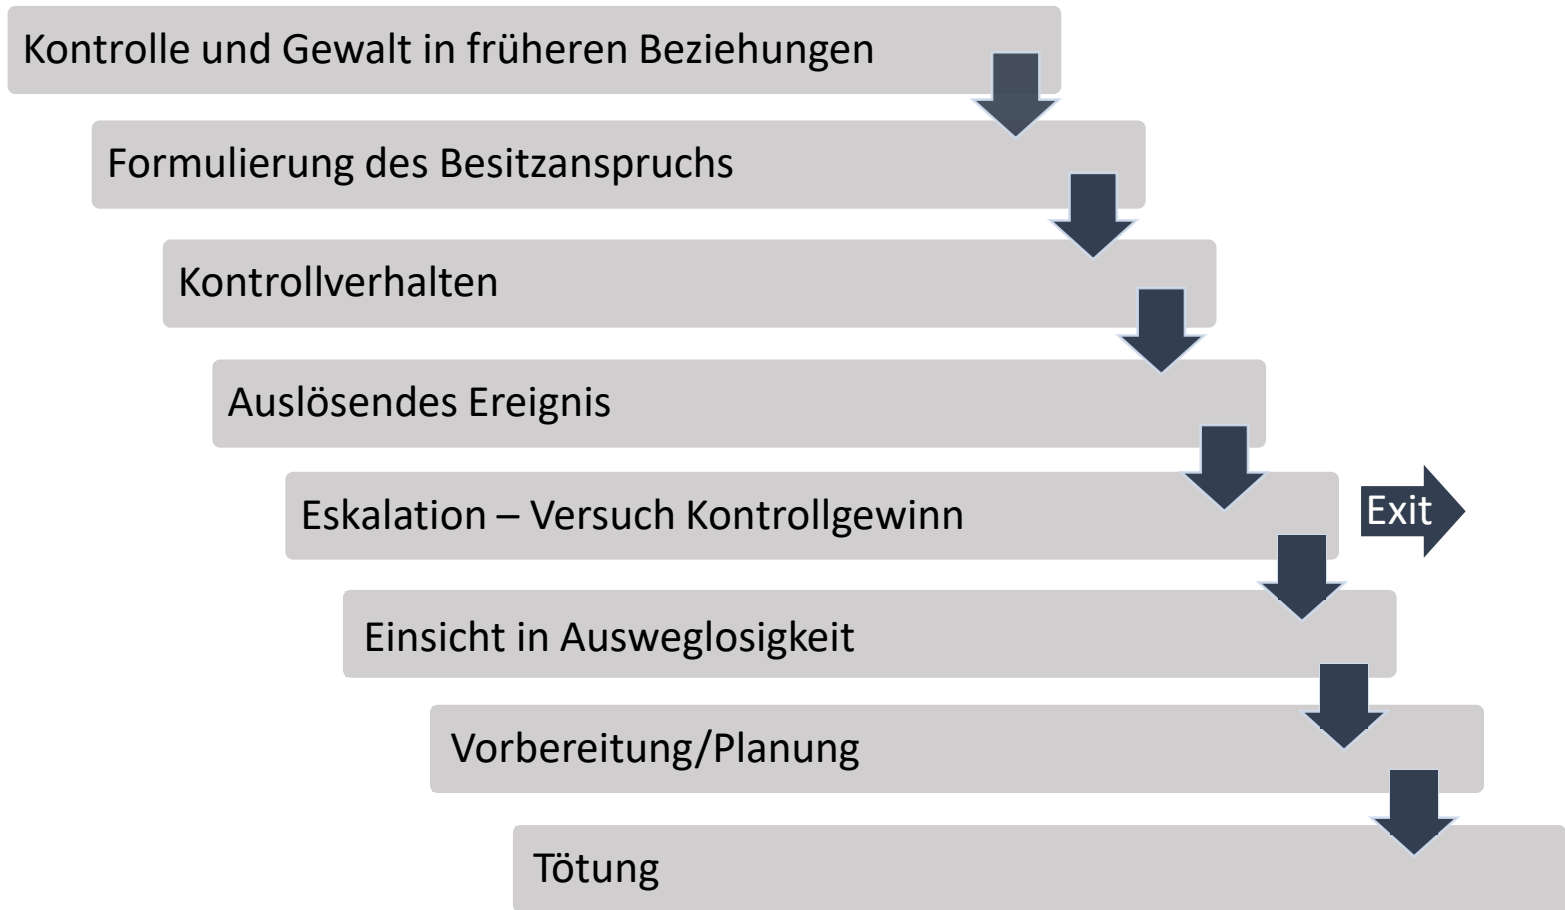 Kontrolle und Gewalt in früheren Beziehungen
Formulierung des Besitzanspruchs
Kontrollverhalten
Auslösendes Ereignis
Eskalation – Versuch Kontrollgewinn
Exit
Einsicht in Ausweglosigkeit
Vorbereitung/Planung
Tötung